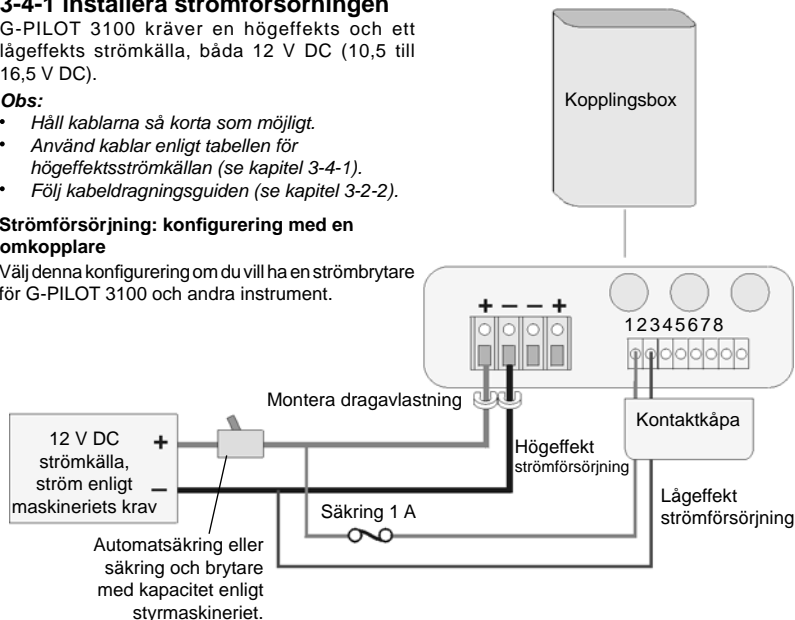 3-4-1 Installera strömförsörningen
G-PILOT 3100 kräver en högeffekts och ett
lågeffekts strömkälla, båda 12 V DC (10,5 till
16,5 V DC).
Obs:
• Håll kablarna så korta som möjligt.
• Använd kablar enligt tabellen för
högeffektsströmkällan (se kapitel 3-4-1).
• Följ kabeldragningsguiden (se kapitel 3-2-2).
Strömförsörjning: konfigurering med en
omkopplare
Välj denna konfigurering om du vill ha en strömbrytare
för G-PILOT 3100 och andra instrument.
Kopplingsbox
+ – – +
12345678
Montera dragavlastning
Kontaktkåpa
12 V DC
strömkälla,
ström enligt
maskineriets krav
+
–
Högeffekt
strömförsörjning
Säkring 1 A
Lågeffekt
strömförsörjning
Automatsäkring eller
säkring och brytare
med kapacitet enligt
styrmaskineriet.